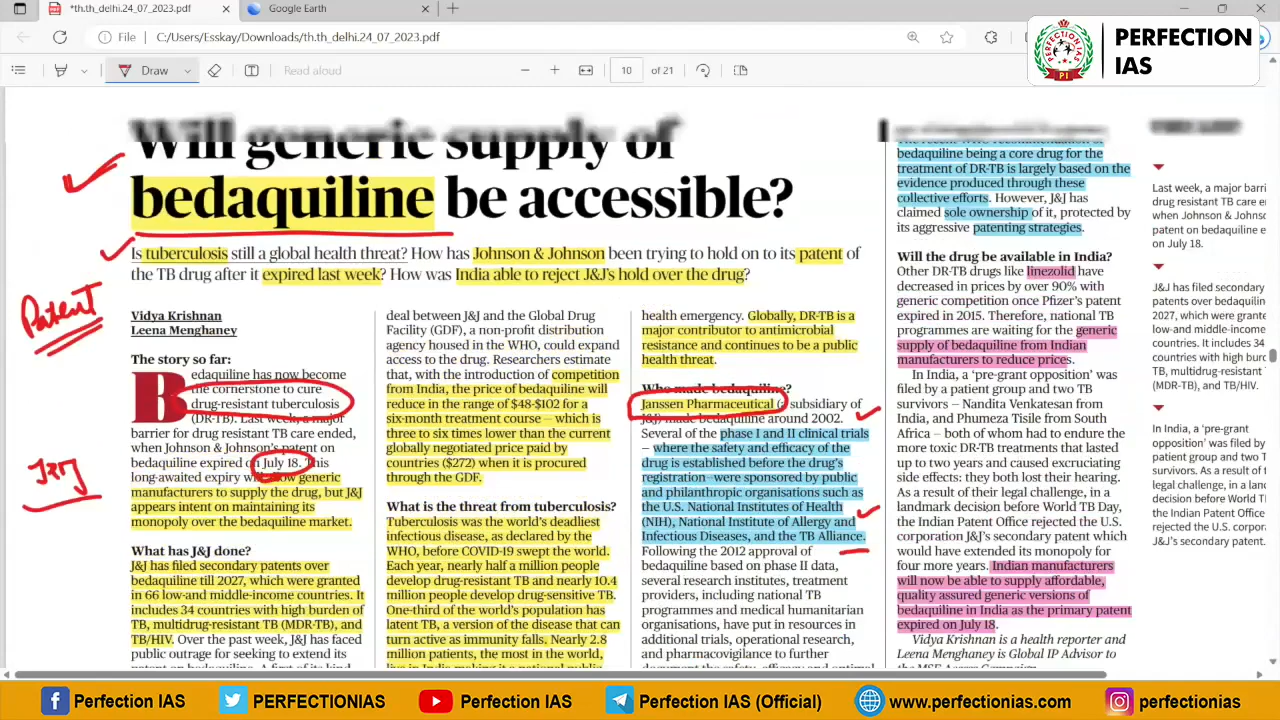 *th.th_delhi.24_07_2023.pdf
Google Earth
File
C:/Users/Esskay/Downloads/th.th_delhi.24_07_2023.pdf
PERFECTION
IAS
Draw
Read aloud
10 of 21
Will generic supply of
bedaquiline be accessible?
Is tuberculosis still a global health threat? How has Johnson & Johnson been trying to hold on to its patent of
the TB drug after it expired last week? How was India able to reject J&J's hold over the drug?
Patent
J&J
Vidya Krishnan
Leena Menghaney
The story so far:
Bedaquiline has now become
the cornerstone to cure
drug-resistant tuberculosis
(DR-TB). Last week, a major
barrier for drug resistant TB care ended,
when Johnson & Johnson's patent on
bedaquiline expired on July 18. This
long-awaited expiry will allow generic
manufacturers to supply the drug, but J&J
appears intent on maintaining its
monopoly over the bedaquiline market.
What has J&J done?
J&J has filed secondary patents over
bedaquiline till 2027, which were granted
in 66 low-and middle-income countries. It
includes 34 countries with high burden of
TB, multidrug-resistant TB (MDR-TB), and
TB/HIV. Over the past week, J&J has faced
public outrage for seeking to extend its
patent on bedaquiline. A first of its kind
deal between J&J and the Global Drug
Facility (GDF), a non-profit distribution
agency housed in the WHO, could expand
access to the drug. Researchers estimate
that, with the introduction of competition
from India, the price of bedaquiline will
reduce in the range of $48-$102 for a
six-month treatment course – which is
three to six times lower than the current
globally negotiated price paid by
countries ($272) when it is procured
through the GDF.
What is the threat from tuberculosis?
Tuberculosis was the world's deadliest
infectious disease, as declared by the
WHO, before COVID-19 swept the world.
Each year, nearly half a million people
develop drug-resistant TB and nearly 10.4
million people develop drug-sensitive TB.
One-third of the world's population has
latent TB, a version of the disease that can
turn active as immunity falls. Nearly 2.8
million patients, the most in the world,
live in India making it a national public
health emergency. Globally, DR-TB is a
major contributor to antimicrobial
resistance and continues to be a public
health threat.
Who made bedaquiline?
Janssen Pharmaceutical (a subsidiary of
J&J) made bedaquiline around 2002.
Several of the phase I and II clinical trials
– where the safety and efficacy of the
drug is established before the drug's
registration–were sponsored by public
and philanthropic organisations such as
the U.S. National Institutes of Health
(NIH), National Institute of Allergy and
Infectious Diseases, and the TB Alliance.
Following the 2012 approval of
bedaquiline based on phase II data,
several research institutes, treatment
providers, including national TB
programmes and medical humanitarian
organisations, have put in resources in
additional trials, operational research,
and pharmacovigilance to further
document the safety, efficacy and optimal
The recent WHO recommendation of
bedaquiline being a core drug for the
treatment of DR-TB is largely based on the
evidence produced through these
collective efforts. However, J&J has
claimed sole ownership of it, protected by
its aggressive patenting strategies.
Will the drug be available in India?
Other DR-TB drugs like linezolid have
decreased in prices by over 90% with
generic competition once Pfizer's patent
expired in 2015. Therefore, national TB
programmes are waiting for the generic
supply of bedaquiline from Indian
manufacturers to reduce prices.
In India, a 'pre-grant opposition' was
filed by a patient group and two TB
survivors – Nandita Venkatesan from
India, and Phumeza Tisile from South
Africa – both of whom had to endure the
more toxic DR-TB treatments that lasted
up to two years and caused excruciating
side effects: they both lost their hearing.
As a result of their legal challenge, in a
landmark decision before World TB Day,
the Indian Patent Office rejected the U.S.
corporation J&J's secondary patent which
would have extended its monopoly for
four more years. Indian manufacturers
will now be able to supply affordable,
quality assured generic versions of
bedaquiline in India as the primary patent
expired on July 18.
Vidya Krishnan is a health reporter and
Leena Menghaney is Global IP Advisor to
the MSF Access Campaign
Last week, a major barri
drug resistant TB care e
when Johnson & Johnso
patent on bedaquiline e
on July 18.
J&J has filed secondary
patents over bedaquilin
2027, which were grante
low-and middle-income
countries. It includes 34
countries with high burd
TB, multidrug-resistant T
(MDR-TB), and TB/HIV.
In India, a 'pre-grant
opposition' was filed by
patient group and two T
survivors. As a result of t
legal challenge, in a land
decision before World TB
the Indian Patent Office
rejected the U.S. corpor
J&J's secondary patent.
Perfection IAS
PERFECTIONIAS
Perfection IAS
Perfection IAS (Official)
www.perfectionias.com
perfectionias